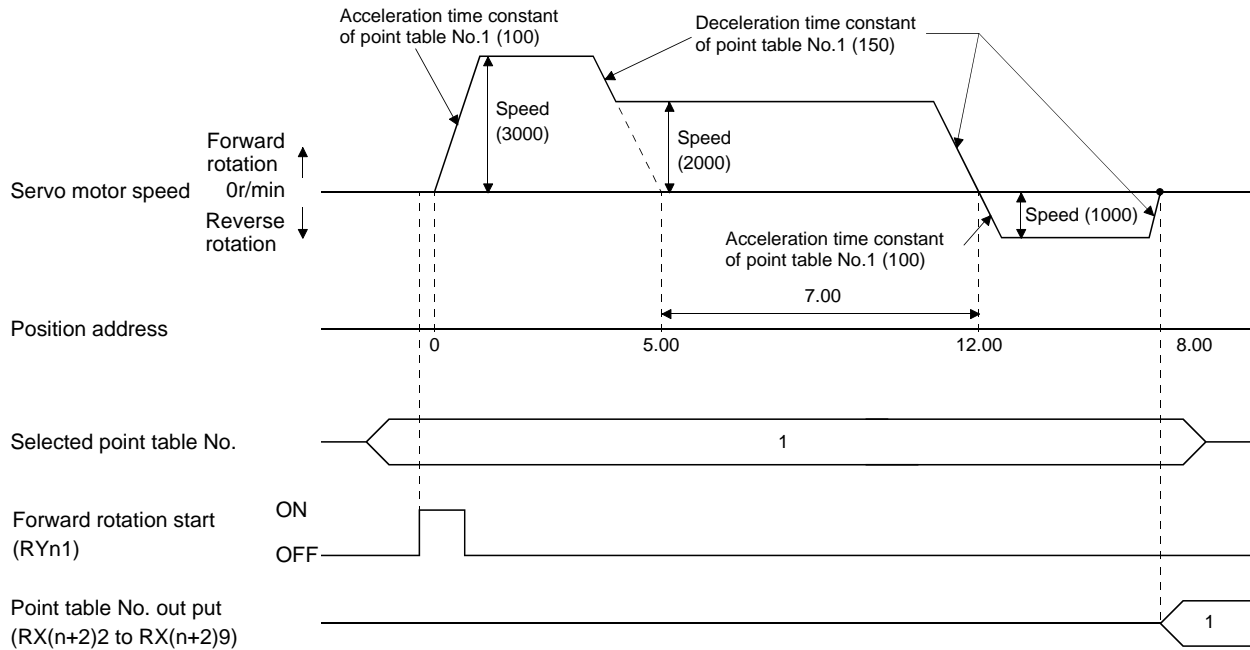 Acceleration time constant
of point table No.1 (100)
Deceleration time constant
of point table No.1 (150)
Speed
(3000)
Speed
(2000)
Forward
rotation
Servo motor speed 0r/min
Reverse
rotation
Speed (1000)
Acceleration time constant
of point table No.1 (100)
7.00
Position address
0 5.00 12.00 8.00
Selected point table No. 1
Forward rotation start
(RYn1)
ON
OFF
Point table No. out put
(RX(n+2)2 to RX(n+2)9)
1